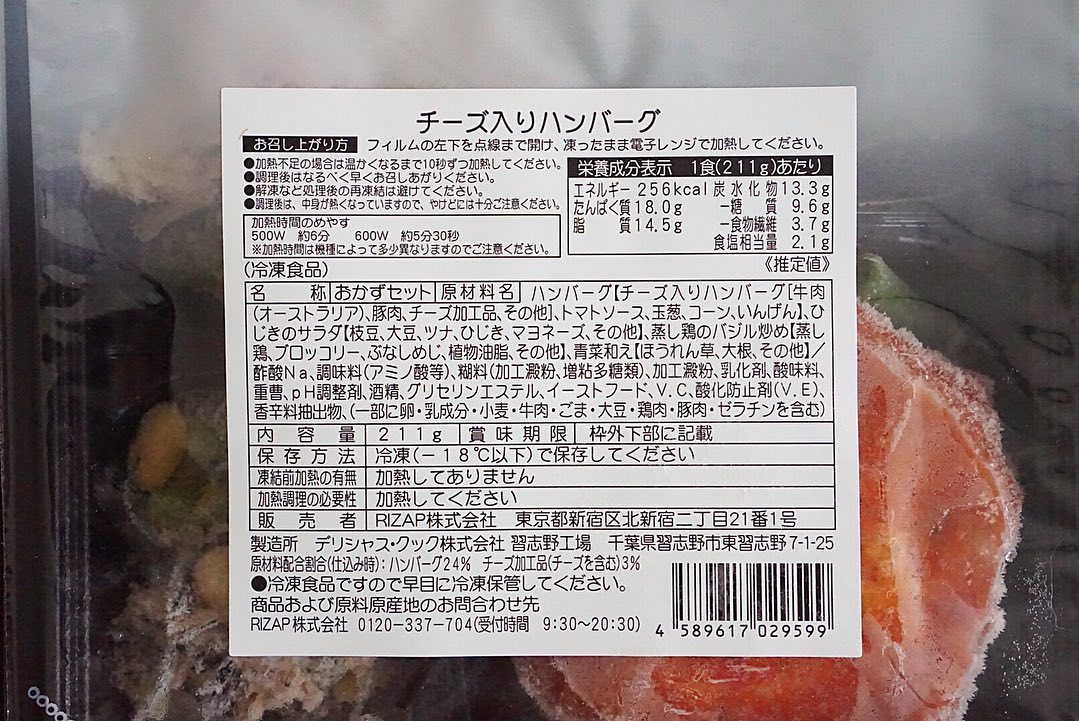 チーズ入りハンバーグ
お召し上がり方 フィルムの左下を点線まで開け、凍ったまま電子レンジで加熱してください。
●加熱不足の場合は温かくなるまで10秒ずつ加熱してください。
●調理後はなるべく早くお召しあがりください。
●解凍など処理後の再凍結は避けてください。
●調理後は、中身が熱くなっていますので、やけどには十分ご注意ください。
加熱時間のめやす
500W 約6分 600W 約5分30秒
※加熱時間は機種によって多少異なりますのでご注意ください。
栄養成分表示 1食(211g)あたり
エネルギー 256kcal 炭水化物 13.3g
たんぱく質 18.0g ー糖質 9.6g
脂質 14.5g ー食物繊維 3.7g
食塩相当量 2.1g
《推定値》
(冷凍食品)
名称 おかずセット 原材料名 ハンバーグ【チーズ入りハンバーグ[牛肉
(オーストラリア)、豚肉、チーズ加工品、その他]、トマトソース、玉葱、コーン、いんげん】、ひ
じきのサラダ【枝豆、大豆、ツナ、ひじき、マヨネーズ、その他】、蒸し鶏のバジル炒め【蒸し
鶏、ブロッコリー、ぶなしめじ、植物油脂、その他】、青菜和え【ほうれん草、大根、その他】／
酢酸Na、調味料(アミノ酸等)、糊料(加工澱粉、増粘多糖類)、加工澱粉、乳化剤、酸味料、
重曹、pH調整剤、酒精、グリセリンエステル、イーストフード、V.C、酸化防止剤(V.E)、
香辛料抽出物、(一部に卵・乳成分・小麦・牛肉・ごま・大豆・鶏肉・豚肉・ゼラチンを含む)
内容量 211g 賞味期限 枠外下部に記載
保存方法 冷凍(－18℃以下)で保存してください
凍結前加熱の有無 加熱してありません
加熱調理の必要性 加熱してください
販売者 RIZAP株式会社 東京都新宿区北新宿二丁目21番1号
製造所 デリシャス・クック株式会社 習志野工場 千葉県習志野市東習志野7-1-25
原材料配合割合(仕込み時):ハンバーグ24% チーズ加工品(チーズを含む)3%
●冷凍食品ですので早目に冷凍保管してください。
商品および原料原産地のお問合わせ先
RIZAP株式会社 0120-337-704(受付時間 9:30～20:30)
4 589617 029599